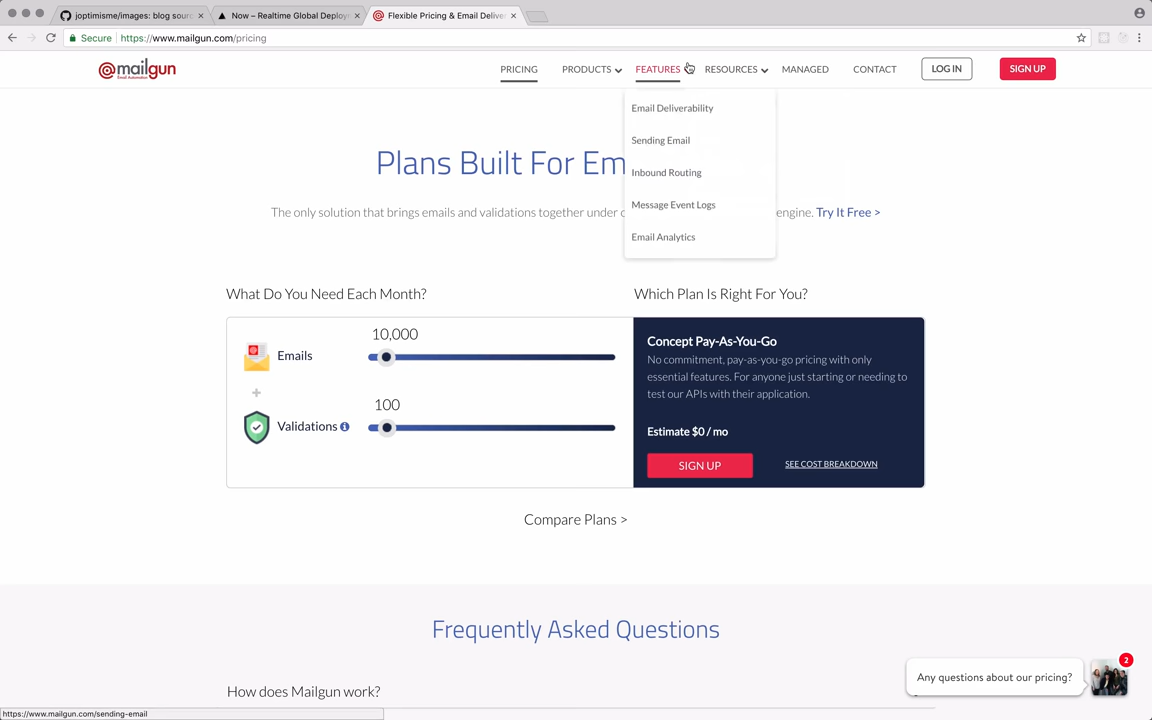 joptimisme/images: blog sourc
Now – Realtime Global Deploy
Flexible Pricing & Email Deliver
Secure
https://www.mailgun.com/pricing
@mailgun
PRICING
PRODUCTS
FEATURES
RESOURCES
MANAGED
CONTACT
LOG IN
SIGN UP
Email Deliverability
Sending Email
Inbound Routing
Message Event Logs
Email Analytics
Plans Built For Em
The only solution that brings emails and validations together under
engine. Try It Free >
What Do You Need Each Month?
Which Plan Is Right For You?
10,000
Emails
100
Validations
Concept Pay-As-You-Go
No commitment, pay-as-you-go pricing with only
essential features. For anyone just starting or needing to
test our APIs with their application.
Estimate $0 / mo
SIGN UP
SEE COST BREAKDOWN
Compare Plans >
Frequently Asked Questions
How does Mailgun work?
Any questions about our pricing?
2
https://www.mailgun.com/sending-email